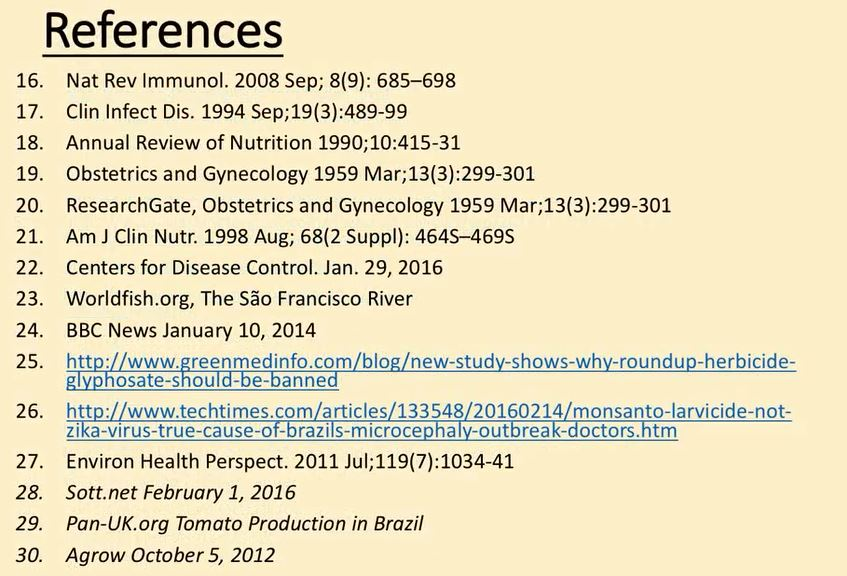 References
16. Nat Rev Immunol. 2008 Sep; 8(9): 685–698
17. Clin Infect Dis. 1994 Sep;19(3):489-99
18. Annual Review of Nutrition 1990;10:415-31
19. Obstetrics and Gynecology 1959 Mar;13(3):299-301
20. ResearchGate, Obstetrics and Gynecology 1959 Mar;13(3):299-301
21. Am J Clin Nutr. 1998 Aug; 68(2 Suppl): 464S–469S
22. Centers for Disease Control. Jan. 29, 2016
23. Worldfish.org, The São Francisco River
24. BBC News January 10, 2014
25. http://www.greenmedinfo.com/blog/new-study-shows-why-roundup-herbicide-
glyphosate-should-be-banned
26. http://www.techtimes.com/articles/133548/20160214/monsanto-larvicide-not-
zika-virus-true-cause-of-brazils-microcephaly-outbreak-doctors.htm
27. Environ Health Perspect. 2011 Jul;119(7):1034-41
28. Sott.net February 1, 2016
29. Pan-UK.org Tomato Production in Brazil
30. Agrow October 5, 2012